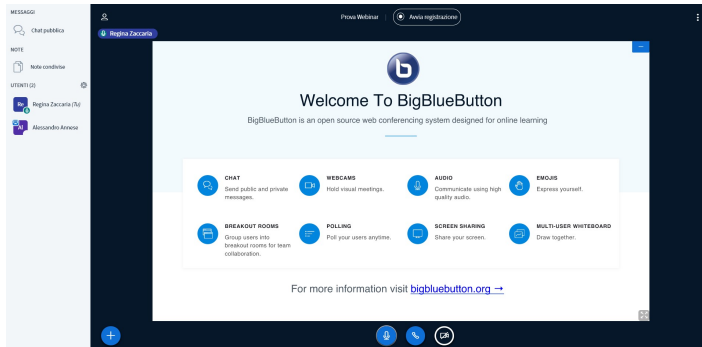 MESSAGGI
Chat pubblica
NOTE
Note condivise
UTENTI (2)
Re Regina Zaccaria (Tu)
Al Alessandro Annese
Prova Webinar | Avvia registrazione
Regina Zaccaria
b
Welcome To BigBlueButton
BigBlueButton is an open source web conferencing system designed for online learning
CHAT
Send public and private
messages.
WEBCAMS
Hold visual meetings.
AUDIO
Communicate using high
quality audio.
EMOJIS
Express yourself.
BREAKOUT ROOMS
Group users into
breakout rooms for team
collaboration.
POLLING
Poll your users anytime.
SCREEN SHARING
Share your screen.
MULTI-USER WHITEBOARD
Draw together.
For more information visit bigbluebutton.org →